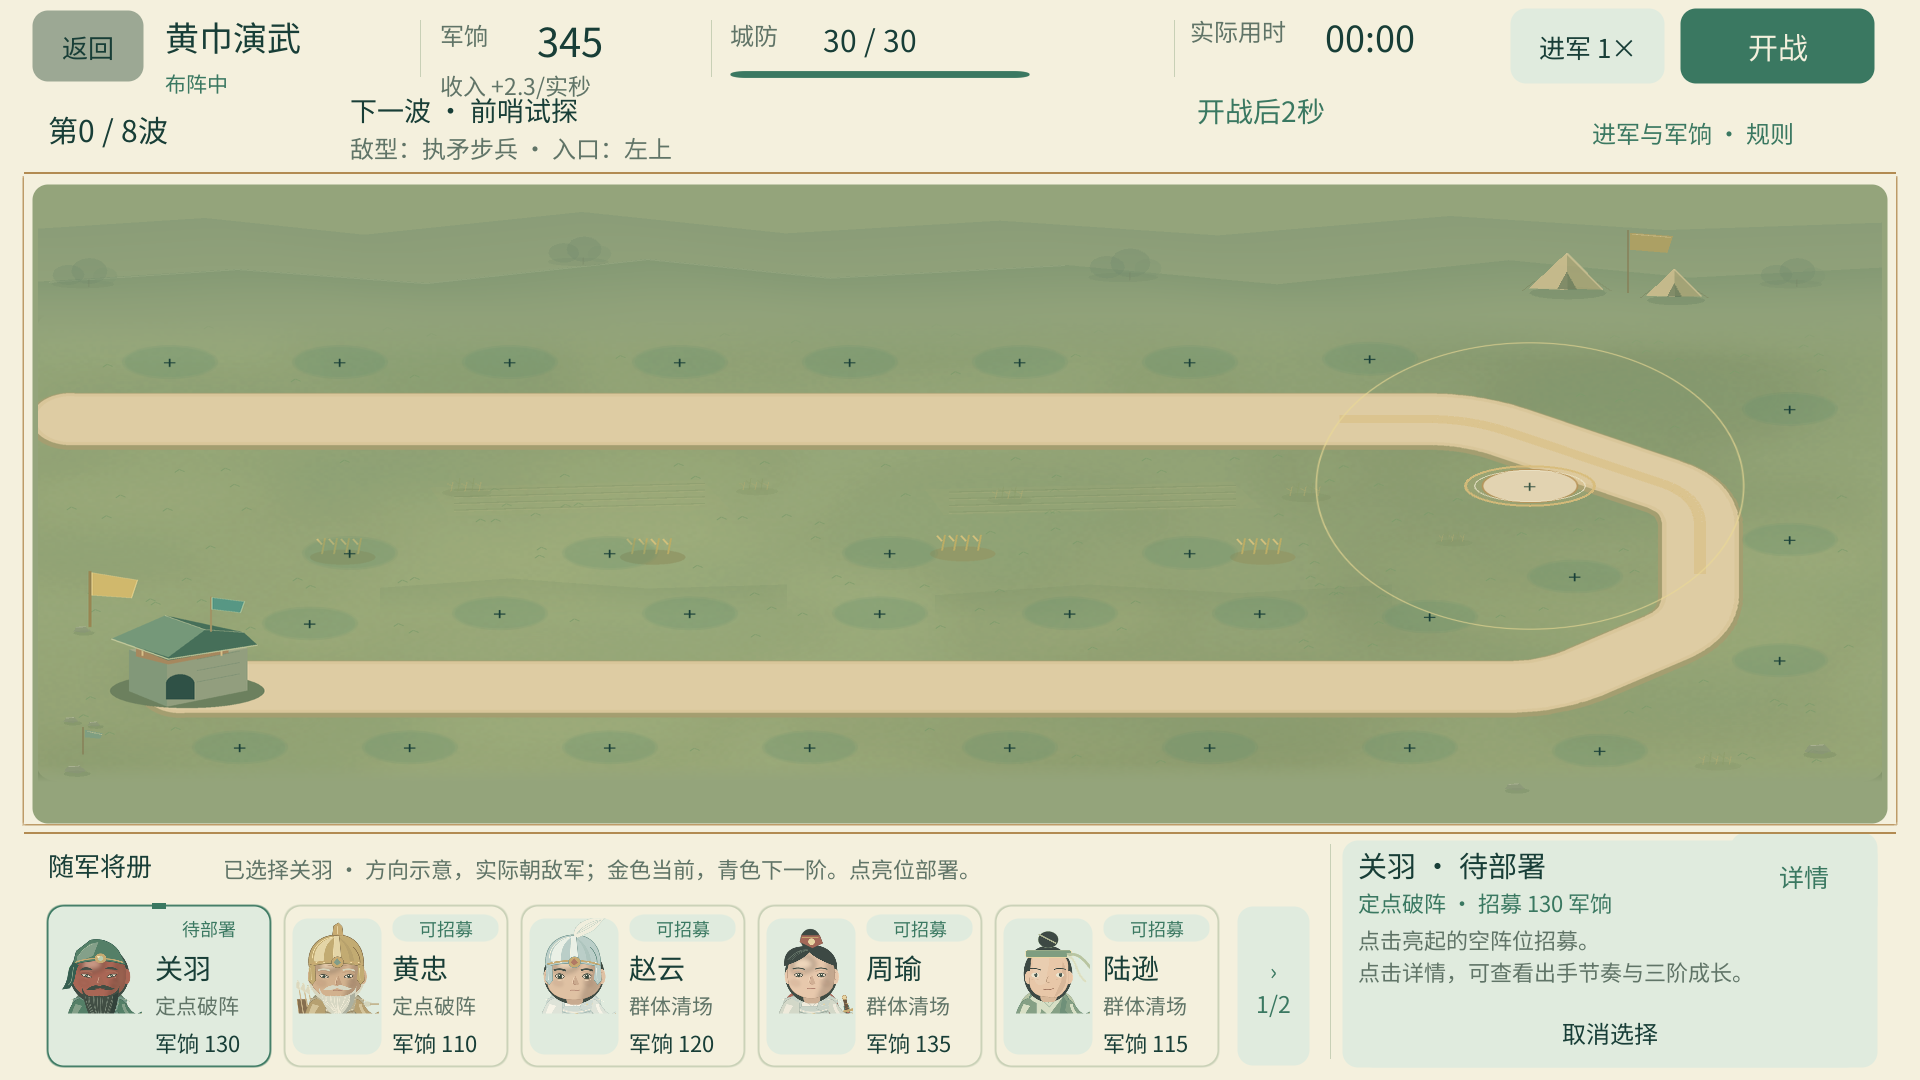 返回
黄巾演武
布阵中
军饷 345
收入 +2.3/实秒
城防 30 / 30
实际用时 00:00
进军 1×
开战
第0 / 8波
下一波 · 前哨试探
敌型：执矛步兵 · 入口：左上
开战后2秒
进军与军饷 · 规则
随军将册
已选择关羽 · 方向示意，实际朝敌军；金色当前，青色下一阶。点亮位部署。
待部署
关羽
定点破阵
军饷 130
可招募
黄忠
定点破阵
军饷 110
可招募
赵云
群体清场
军饷 120
可招募
周瑜
群体清场
军饷 135
可招募
陆逊
群体清场
军饷 115
›
1/2
关羽 · 待部署
详情
定点破阵 · 招募 130 军饷
点击亮起的空阵位招募。
点击详情，可查看出手节奏与三阶成长。
取消选择